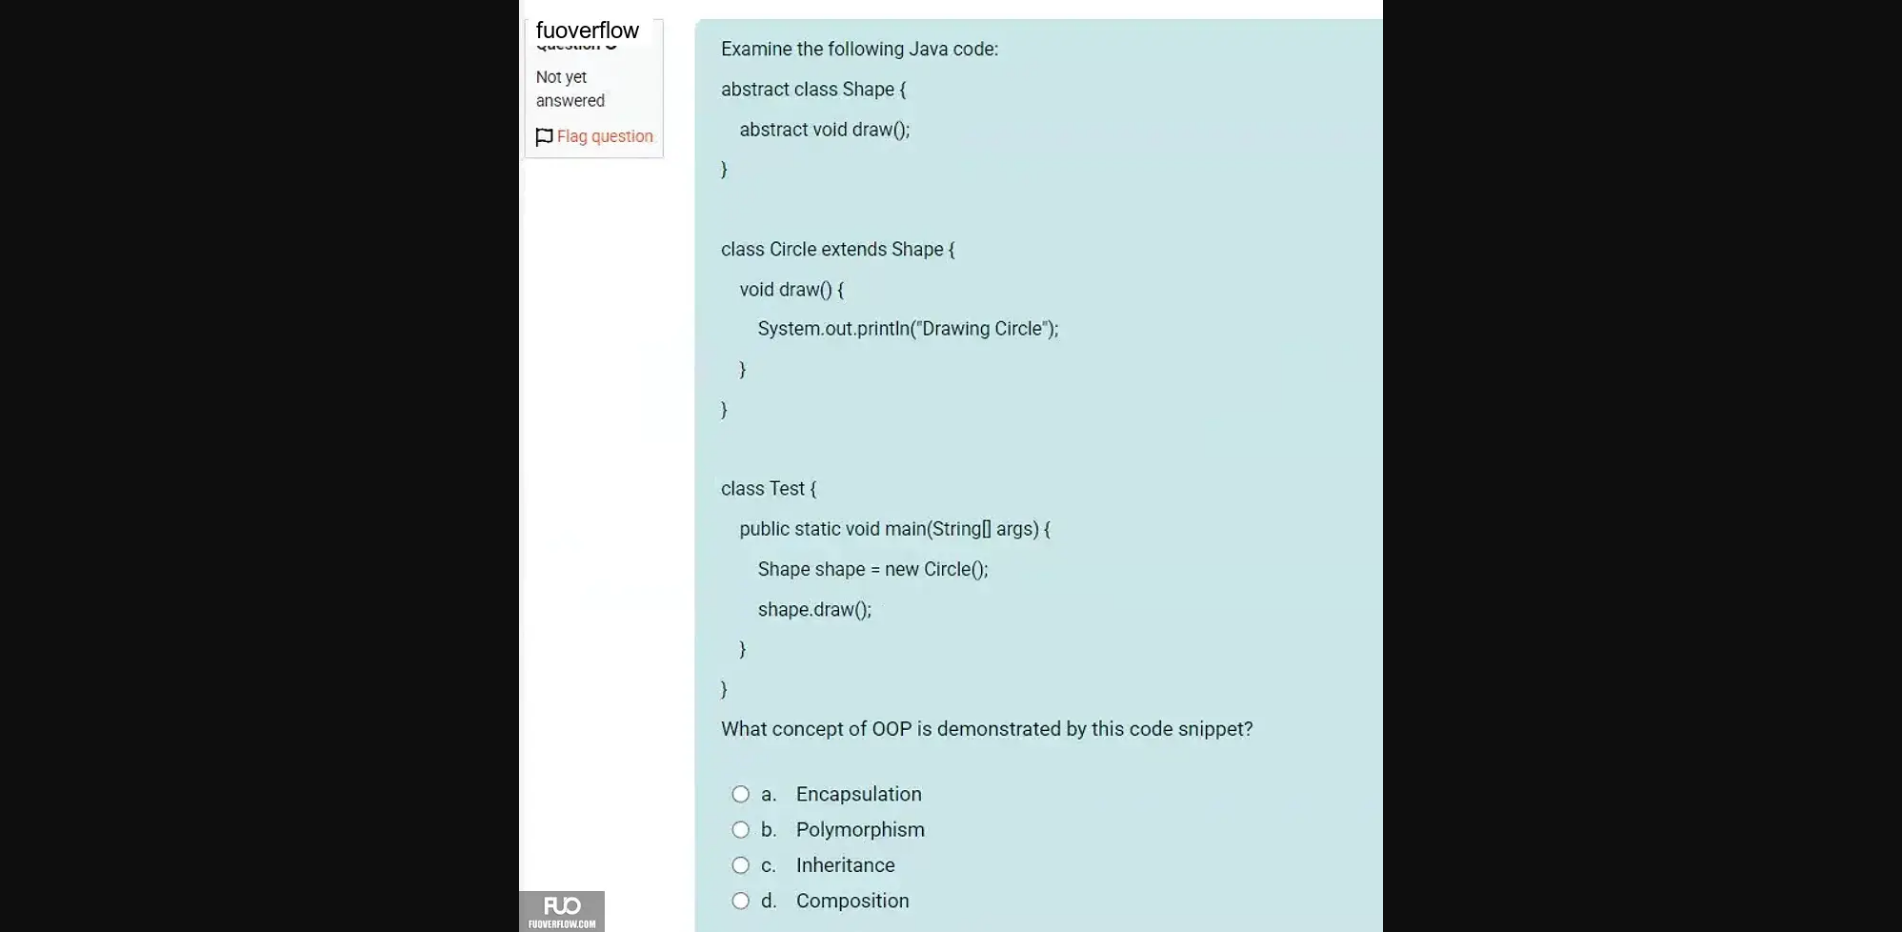 fuoverflow
Not yet
answered
Flag question
Examine the following Java code:
abstract class Shape {
abstract void draw();
}
class Circle extends Shape {
void draw() {
System.out.println("Drawing Circle");
}
}
class Test {
public static void main(String[] args) {
Shape shape = new Circle();
shape.draw();
}
}
What concept of OOP is demonstrated by this code snippet?
a. Encapsulation
b. Polymorphism
c. Inheritance
d. Composition
FUO
FUOVERFLOW.COM